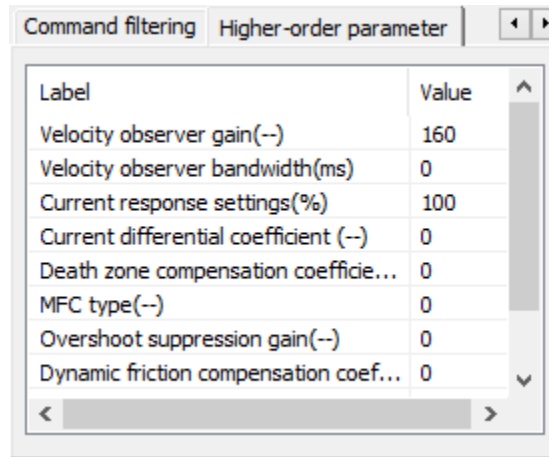 Command filtering Higher-order parameter
Label Value
Velocity observer gain(--) 160
Velocity observer bandwidth(ms) 0
Current response settings(%) 100
Current differential coefficient (--) 0
Death zone compensation coefficie... 0
MFC type(--) 0
Overshoot suppression gain(--) 0
Dynamic friction compensation coef... 0